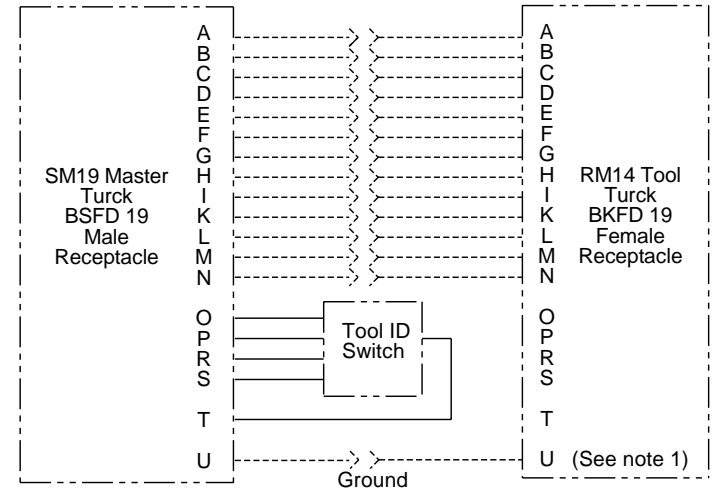 A
B
C
D
E
F
G
H
I
K
L
M
N
O
P
R
S
T
U
SM19 Master
Turck
BSFD 19
Male
Receptacle
Tool ID
Switch
Ground
A
B
C
D
E
F
G
H
I
K
L
M
N
O
P
R
S
T
U (See note 1)
RM14 Tool
Turck
BKFD 19
Female
Receptacle